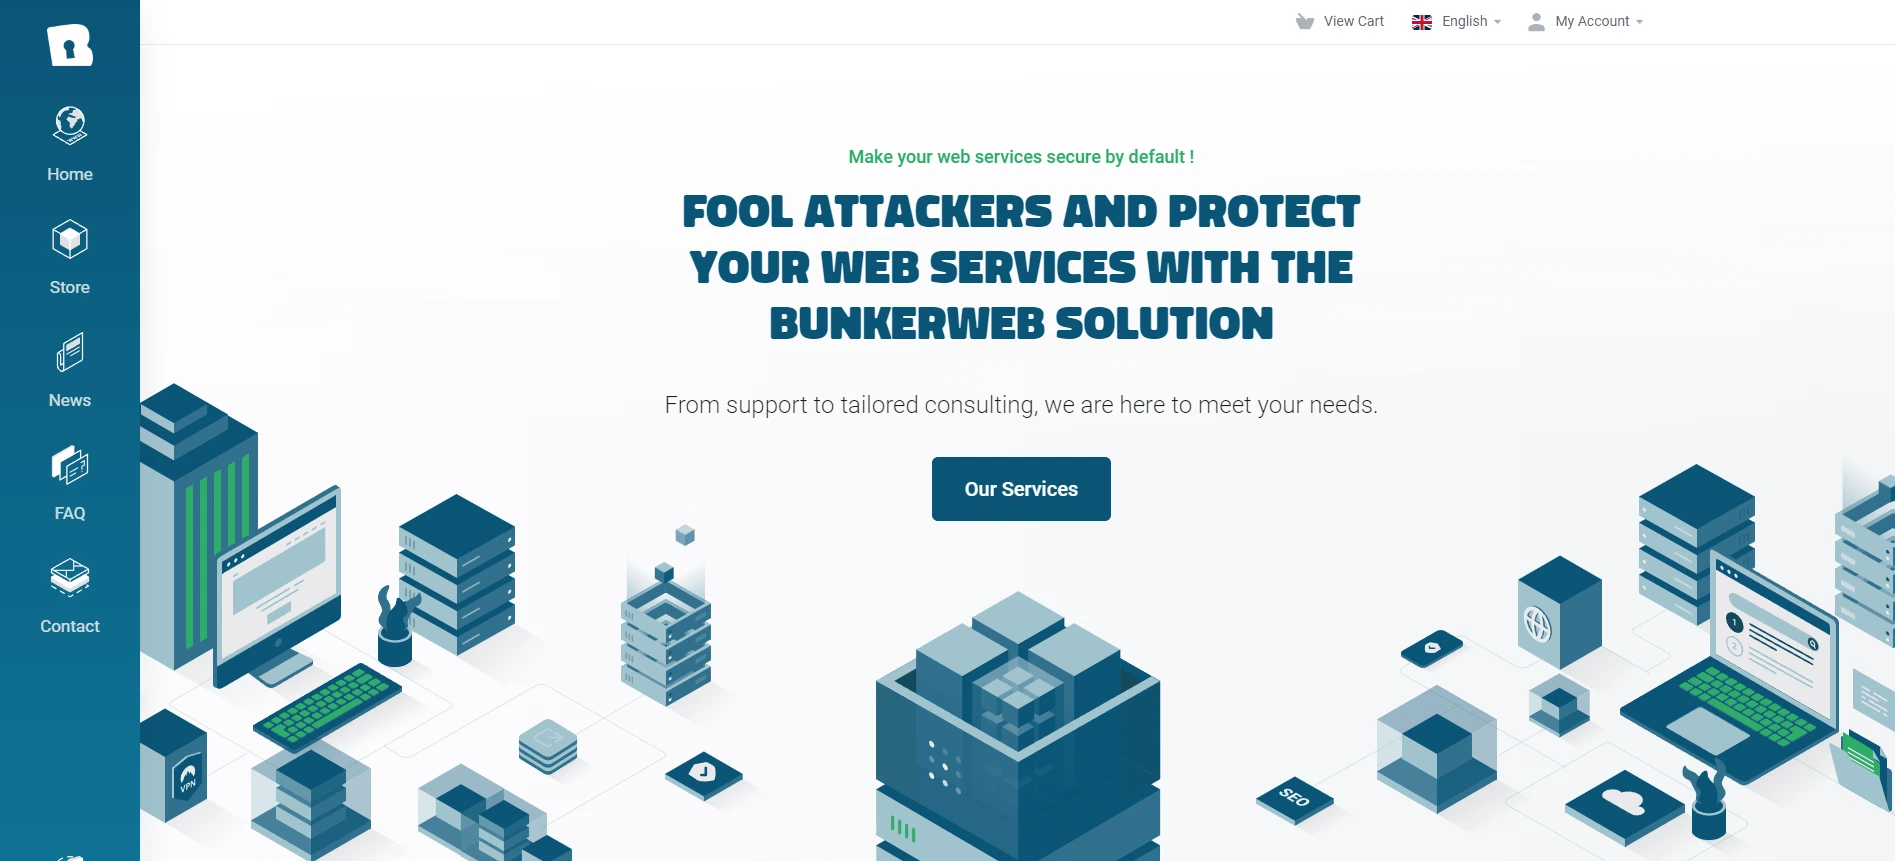 View Cart
English
My Account
Home
Store
News
FAQ
Contact
Make your web services secure by default !
FOOL ATTACKERS AND PROTECT
YOUR WEB SERVICES WITH THE
BUNKERWEB SOLUTION
From support to tailored consulting, we are here to meet your needs.
Our Services
VPN
SEO
1
2